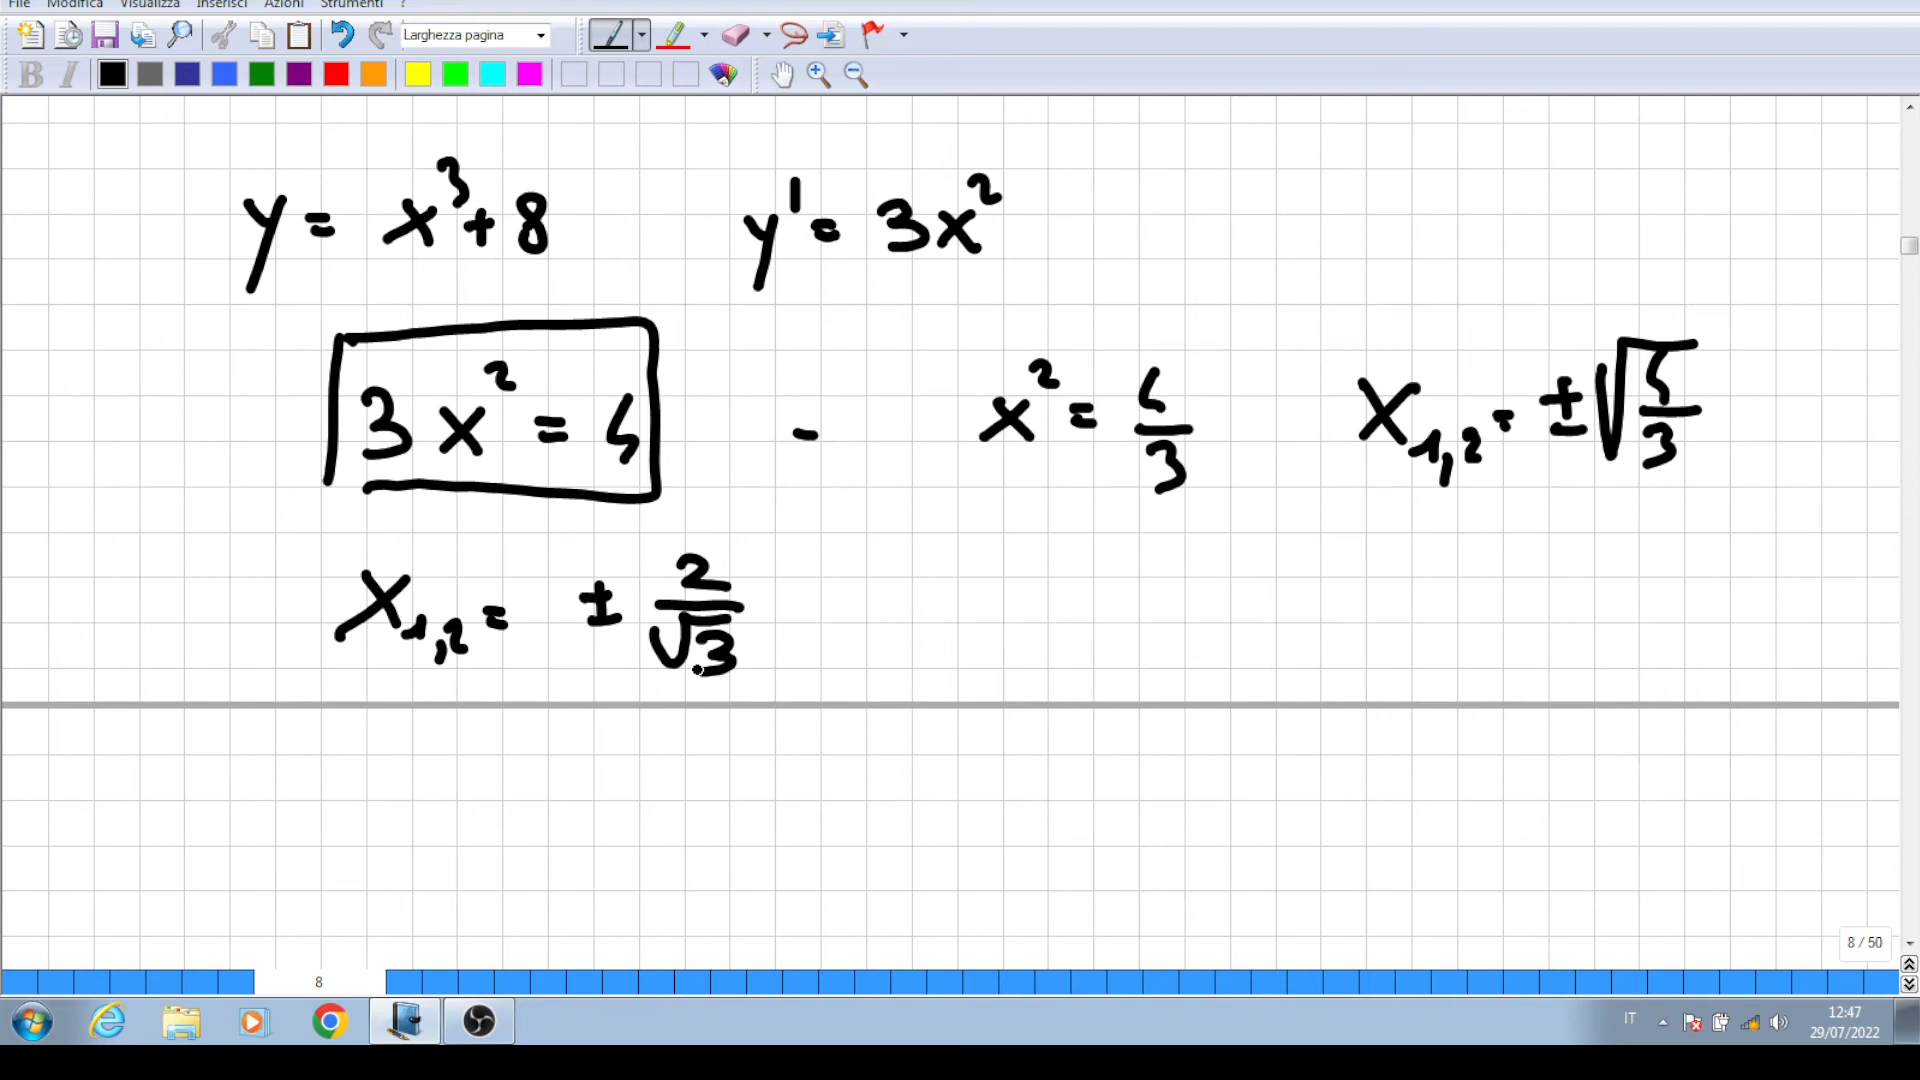 File Modifica Visualizza Inserisci Azioni Strumenti ?
Larghezza pagina
B I
y = x³ + 8 y' = 3x²
3x² = 4 - x² = 4/3 x₁,₂ = ±√(4/3)
x₁,₂ = ± 2/√3
8 / 50
8
IT 12:47
29/07/2022